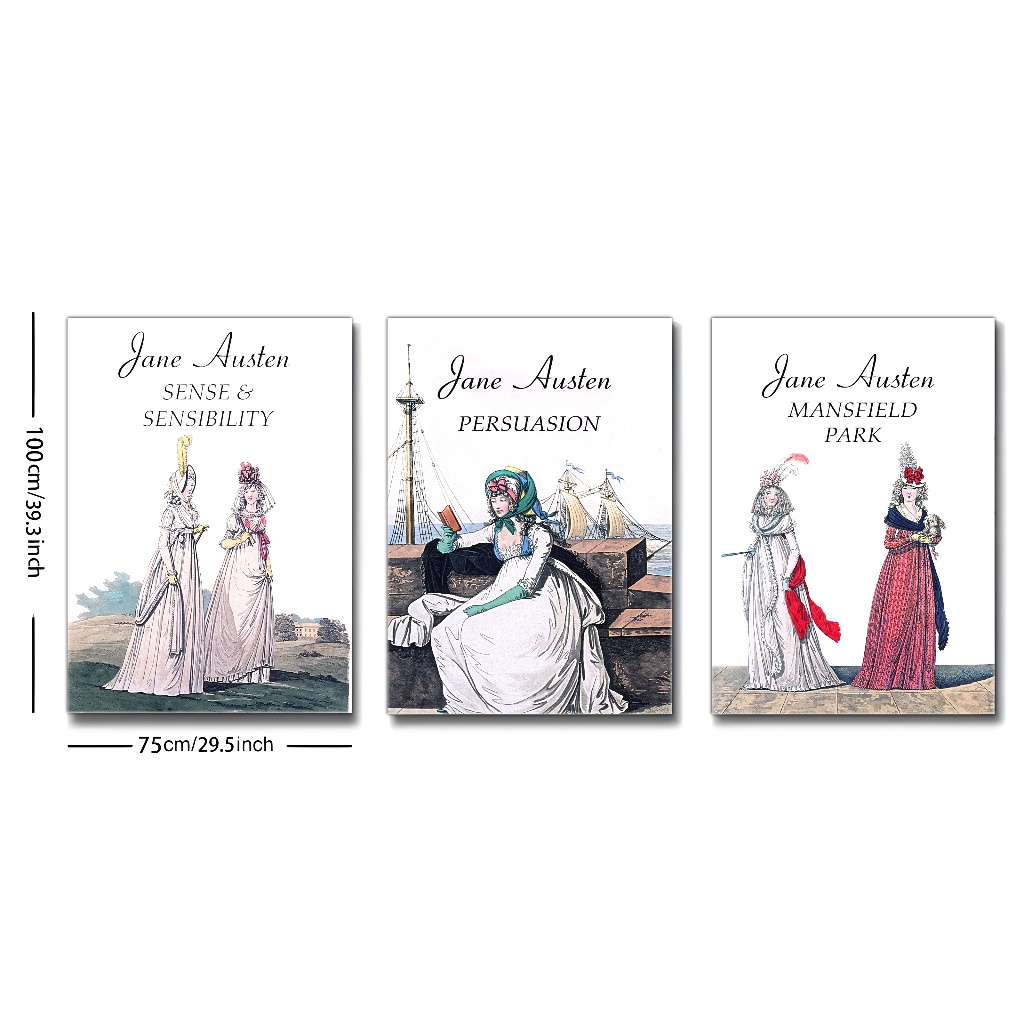 Jane Austen
SENSE &
SENSIBILITY
Jane Austen
PERSUASION
Jane Austen
MANSFIELD
PARK
100cm/39.3inch
75cm/29.5inch